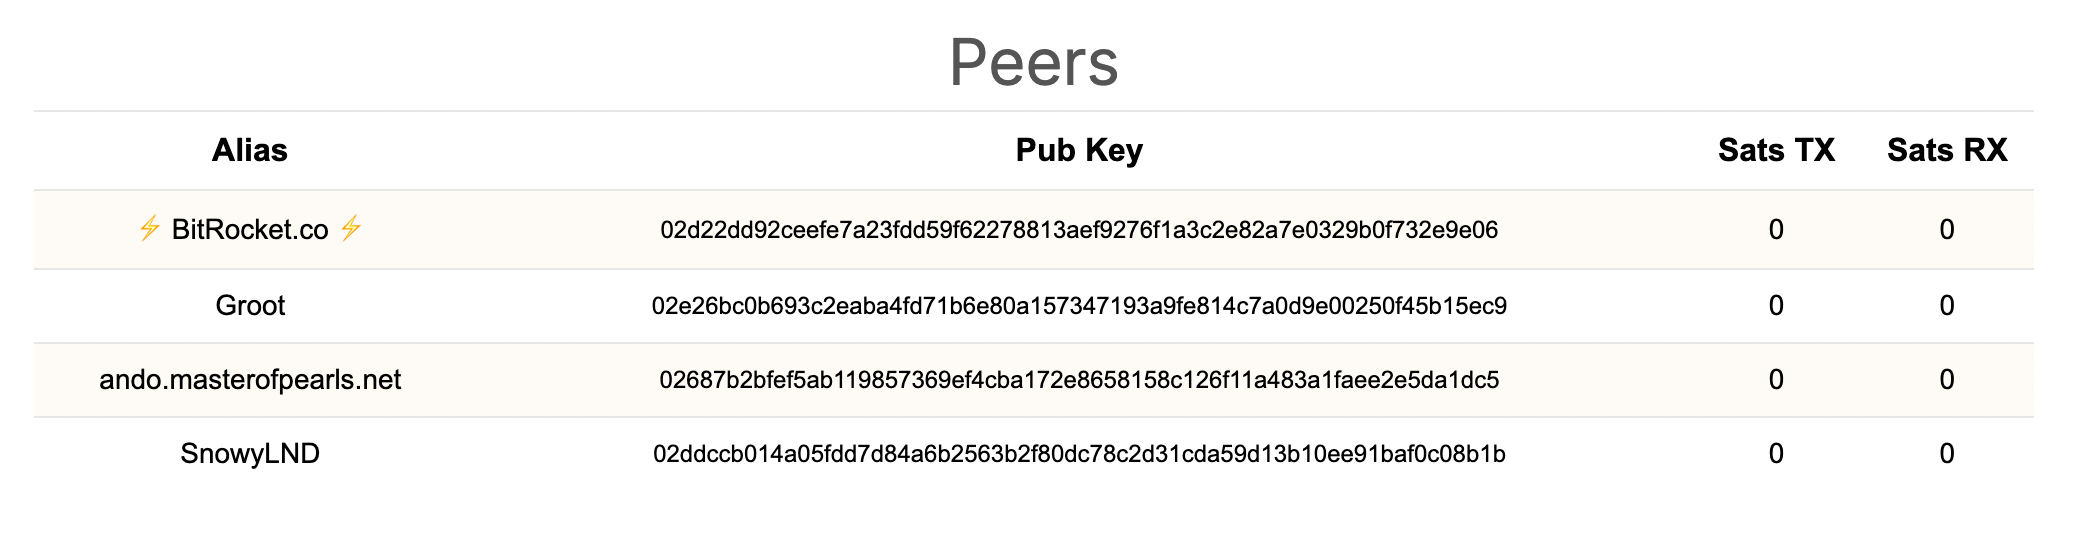 Peers
Alias Pub Key Sats TX Sats RX
⚡ BitRocket.co ⚡ 02d22dd92ceefe7a23fdd59f62278813aef9276f1a3c2e82a7e0329b0f732e9e06 0 0
Groot 02e26bc0b693c2eaba4fd71b6e80a157347193a9fe814c7a0d9e00250f45b15ec9 0 0
ando.masterofpearls.net 02687b2bfef5ab119857369ef4cba172e8658158c126f11a483a1faee2e5da1dc5 0 0
SnowyLND 02ddccb014a05fdd7d84a6b2563b2f80dc78c2d31cda59d13b10ee91baf0c08b1b 0 0